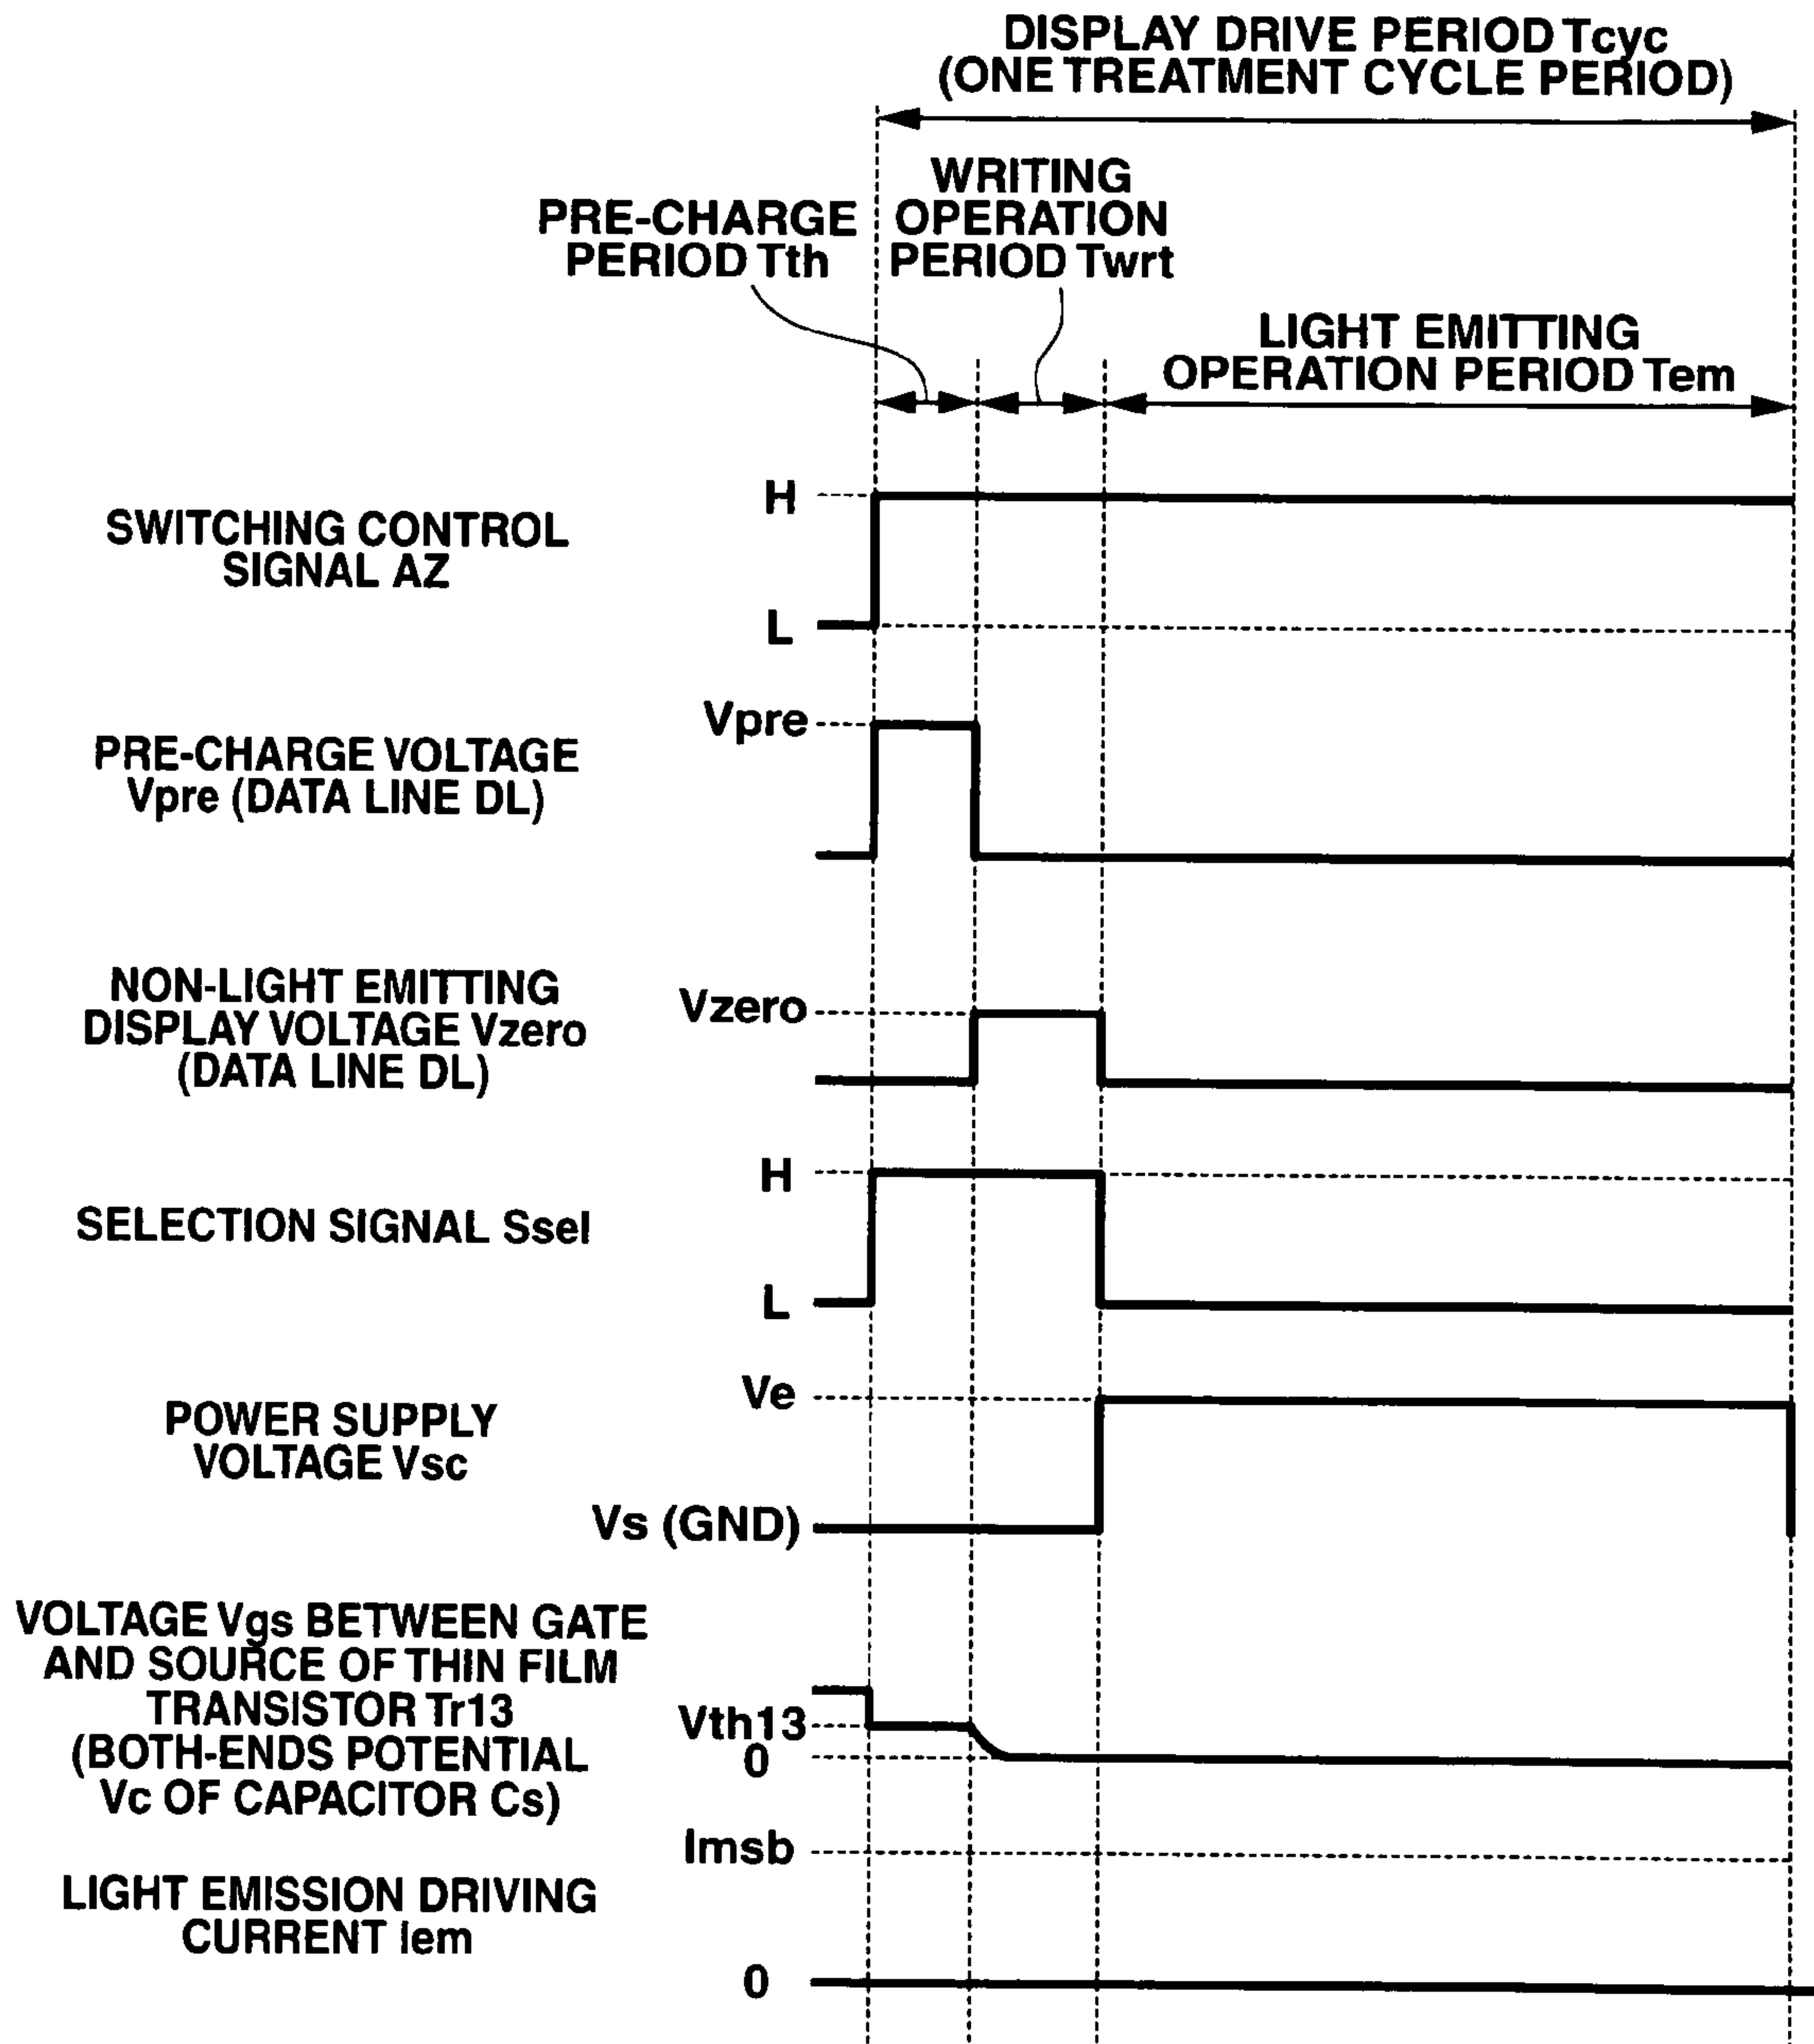 DISPLAY DRIVE PERIOD Tcyc
(ONE TREATMENT CYCLE PERIOD)
PRE-CHARGE
PERIOD Tth
WRITING
OPERATION
PERIOD Twrt
LIGHT EMITTING
OPERATION PERIOD Tem
SWITCHING CONTROL
SIGNAL AZ
H
L
PRE-CHARGE VOLTAGE
Vpre (DATA LINE DL)
Vpre
NON-LIGHT EMITTING
DISPLAY VOLTAGE Vzero
(DATA LINE DL)
Vzero
SELECTION SIGNAL Ssel
H
L
POWER SUPPLY
VOLTAGE Vsc
Ve
Vs (GND)
VOLTAGE Vgs BETWEEN GATE
AND SOURCE OF THIN FILM
TRANSISTOR Tr13
(BOTH-ENDS POTENTIAL
Vc OF CAPACITOR Cs)
Vth13
0
LIGHT EMISSION DRIVING
CURRENT Iem
Imsb
0